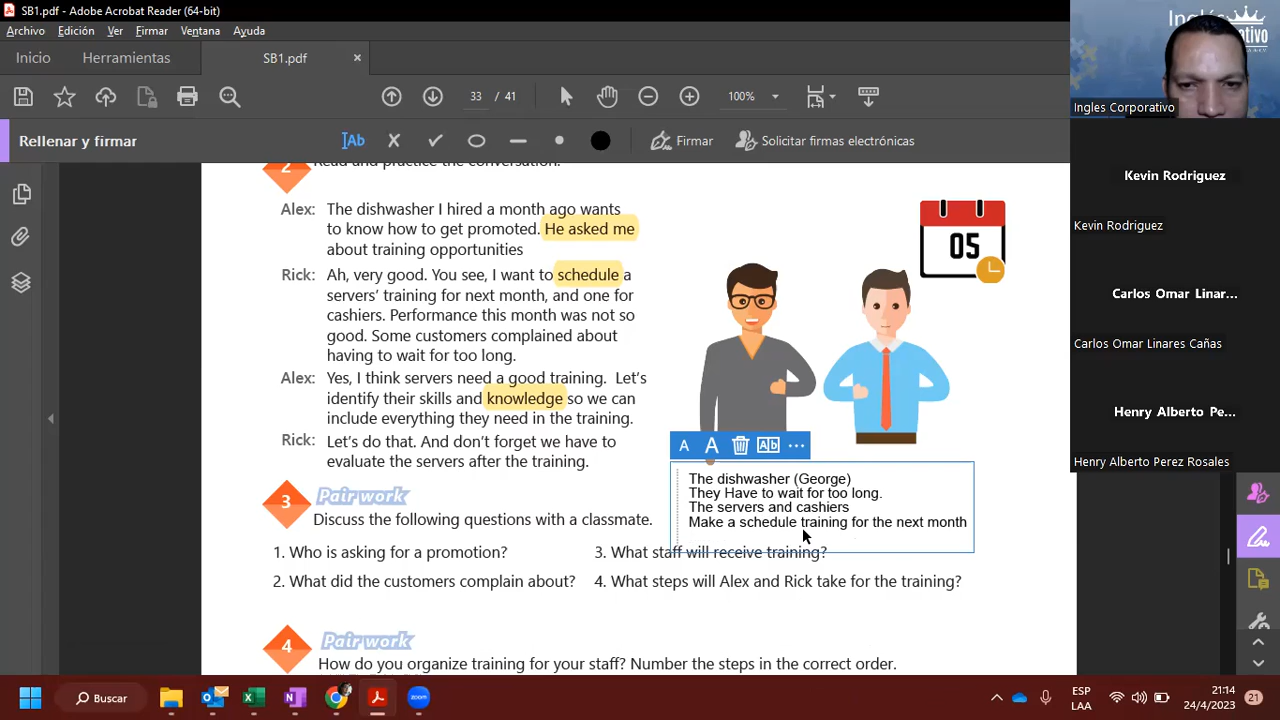 SB1.pdf - Adobe Acrobat Reader (64-bit)
Archivo Edición Ver Firmar Ventana Ayuda
Inicio Herramientas SB1.pdf ×
33 / 41 100%
Rellenar y firmar Ab Firmar Solicitar firmas electrónicas
2 Read and practice the conversation.
Alex: The dishwasher I hired a month ago wants
to know how to get promoted. He asked me
about training opportunities
Rick: Ah, very good. You see, I want to schedule a
servers' training for next month, and one for
cashiers. Performance this month was not so
good. Some customers complained about
having to wait for too long.
Alex: Yes, I think servers need a good training. Let's
identify their skills and knowledge so we can
include everything they need in the training.
Rick: Let's do that. And don't forget we have to
evaluate the servers after the training.
05
A A Ab
The dishwasher (George)
They Have to wait for too long.
The servers and cashiers
Make a schedule training for the next month
3 Pair work
Discuss the following questions with a classmate.
1. Who is asking for a promotion?
2. What did the customers complain about?
3. What staff will receive training?
4. What steps will Alex and Rick take for the training?
4 Pair work
How do you organize training for your staff? Number the steps in the correct order.
Inglés
Ingles Corporativo
Kevin Rodriguez
Kevin Rodriguez
Carlos Omar Linar...
Carlos Omar Linares Cañas
Henry Alberto Pe...
Henry Alberto Perez Rosales
Buscar
zoom
ESP
LAA
21:14
24/4/2023
21